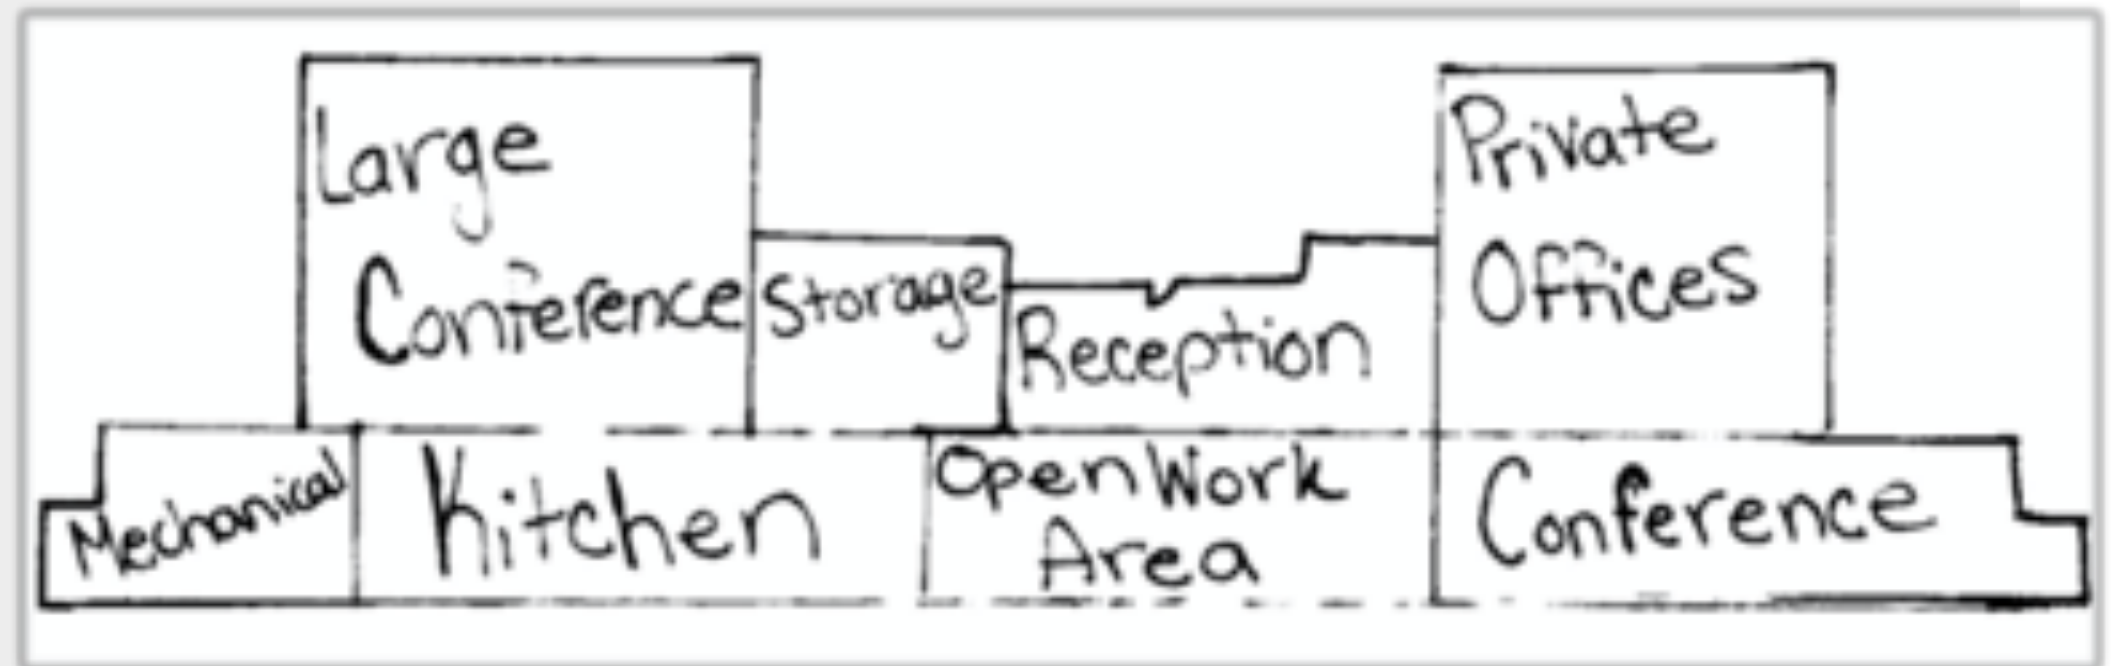 Large
Conference
Storage
Reception
Private
Offices
Mechanical
Kitchen
Open Work
Area
Conference